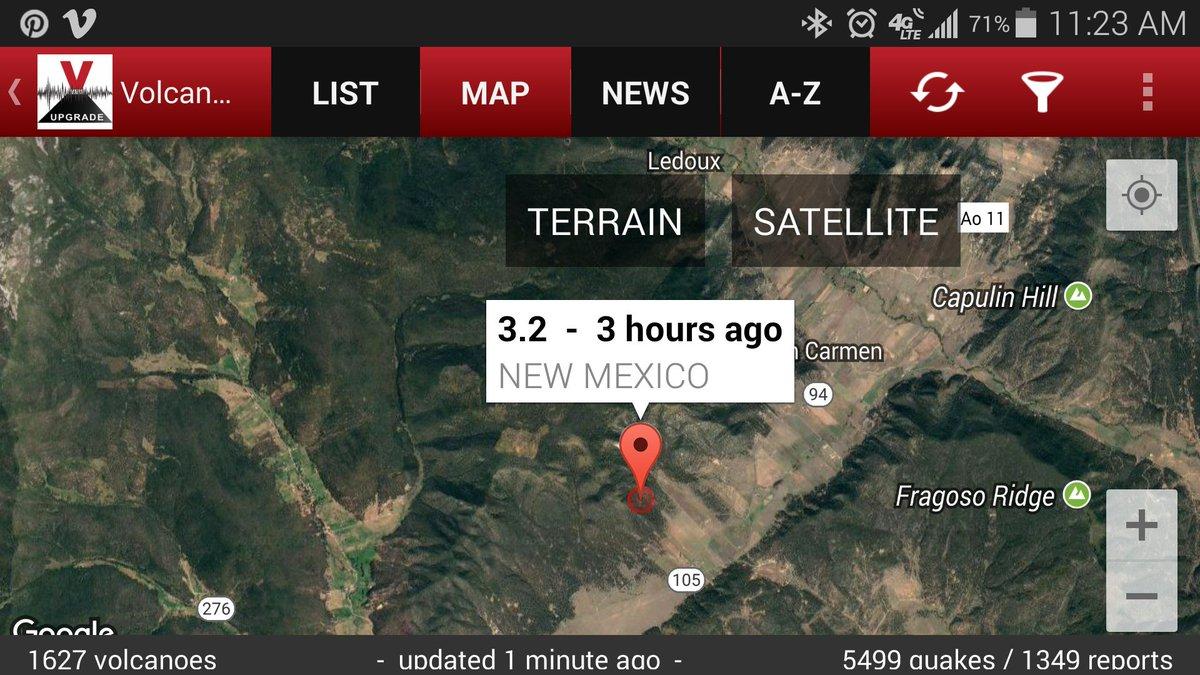 71% 11:23 AM
4G LTE
V UPGRADE Volcan... LIST MAP NEWS A-Z
Ledoux
TERRAIN SATELLITE Ao 11
Capulin Hill
3.2 - 3 hours ago
NEW MEXICO
Carmen
94
Fragoso Ridge
105
276
Google
1627 volcanoes - updated 1 minute ago - 5499 quakes / 1349 reports